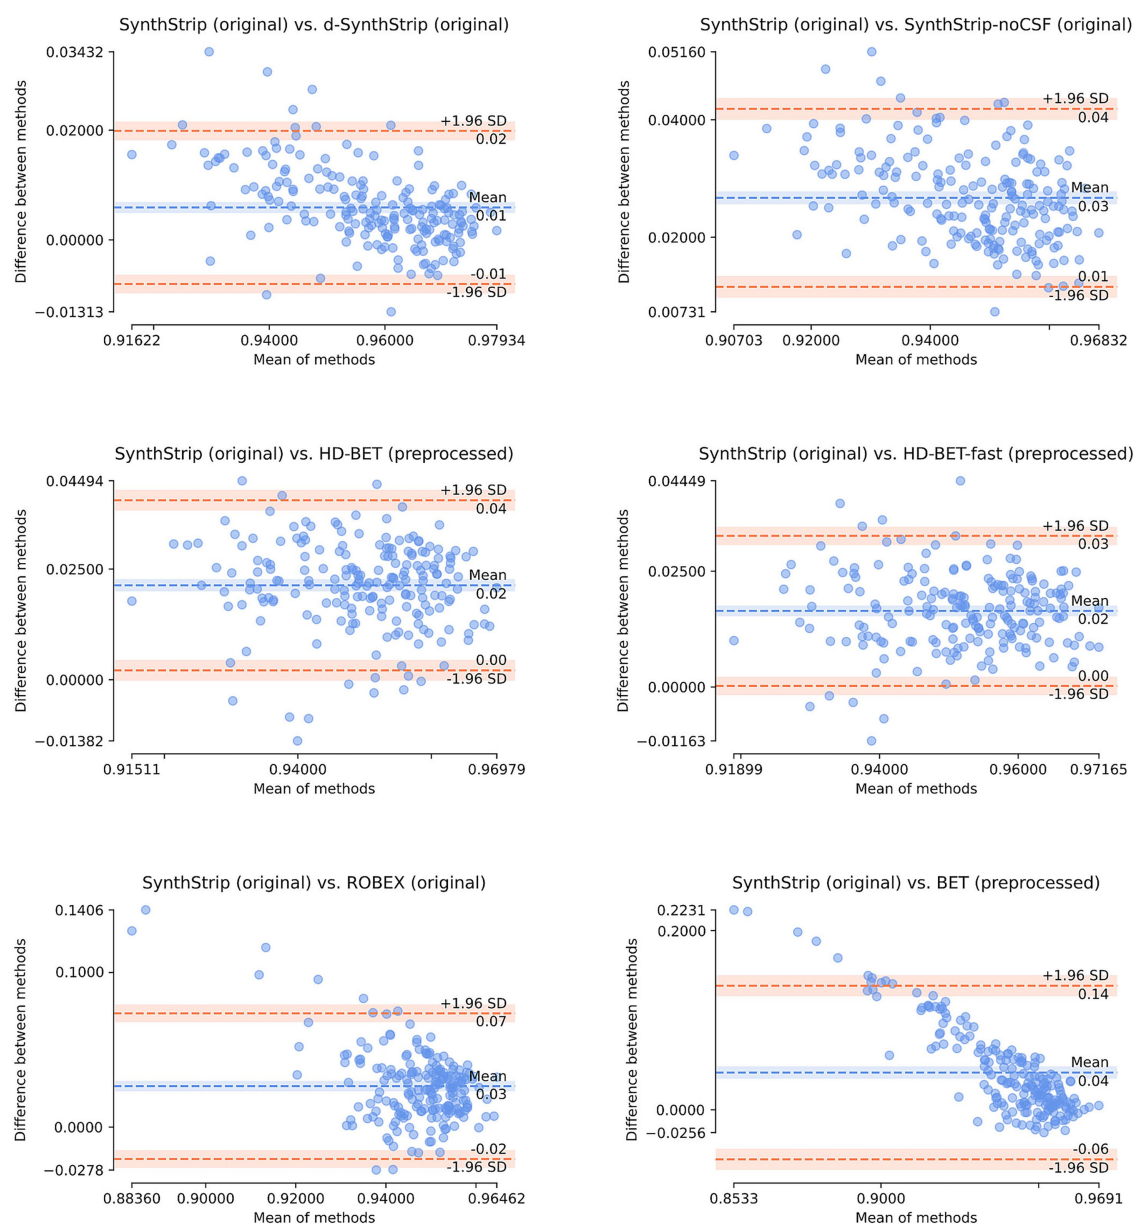 SynthStrip (original) vs. d-SynthStrip (original)
0.03432
0.02000
0.00000
−0.01313
Difference between methods
+1.96 SD
0.02
Mean
0.01
-0.01
-1.96 SD
0.91622
0.94000
0.96000
0.97934
Mean of methods
SynthStrip (original) vs. SynthStrip-noCSF (original)
0.05160
0.04000
0.02000
0.00731
Difference between methods
+1.96 SD
0.04
Mean
0.03
0.01
-1.96 SD
0.90703
0.92000
0.94000
0.96832
Mean of methods
SynthStrip (original) vs. HD-BET (preprocessed)
0.04494
0.02500
0.00000
−0.01382
Difference between methods
+1.96 SD
0.04
Mean
0.02
0.00
-1.96 SD
0.91511
0.94000
0.96979
Mean of methods
SynthStrip (original) vs. HD-BET-fast (preprocessed)
0.04449
0.02500
0.00000
−0.01163
Difference between methods
+1.96 SD
0.03
Mean
0.02
0.00
-1.96 SD
0.91899
0.94000
0.96000
0.97165
Mean of methods
SynthStrip (original) vs. ROBEX (original)
0.1406
0.1000
0.0000
−0.0278
Difference between methods
+1.96 SD
0.07
Mean
0.03
-0.02
-1.96 SD
0.88360
0.90000
0.92000
0.94000
0.96462
Mean of methods
SynthStrip (original) vs. BET (preprocessed)
0.2231
0.2000
0.0000
−0.0256
Difference between methods
+1.96 SD
0.14
Mean
0.04
-0.06
-1.96 SD
0.8533
0.9000
0.9691
Mean of methods